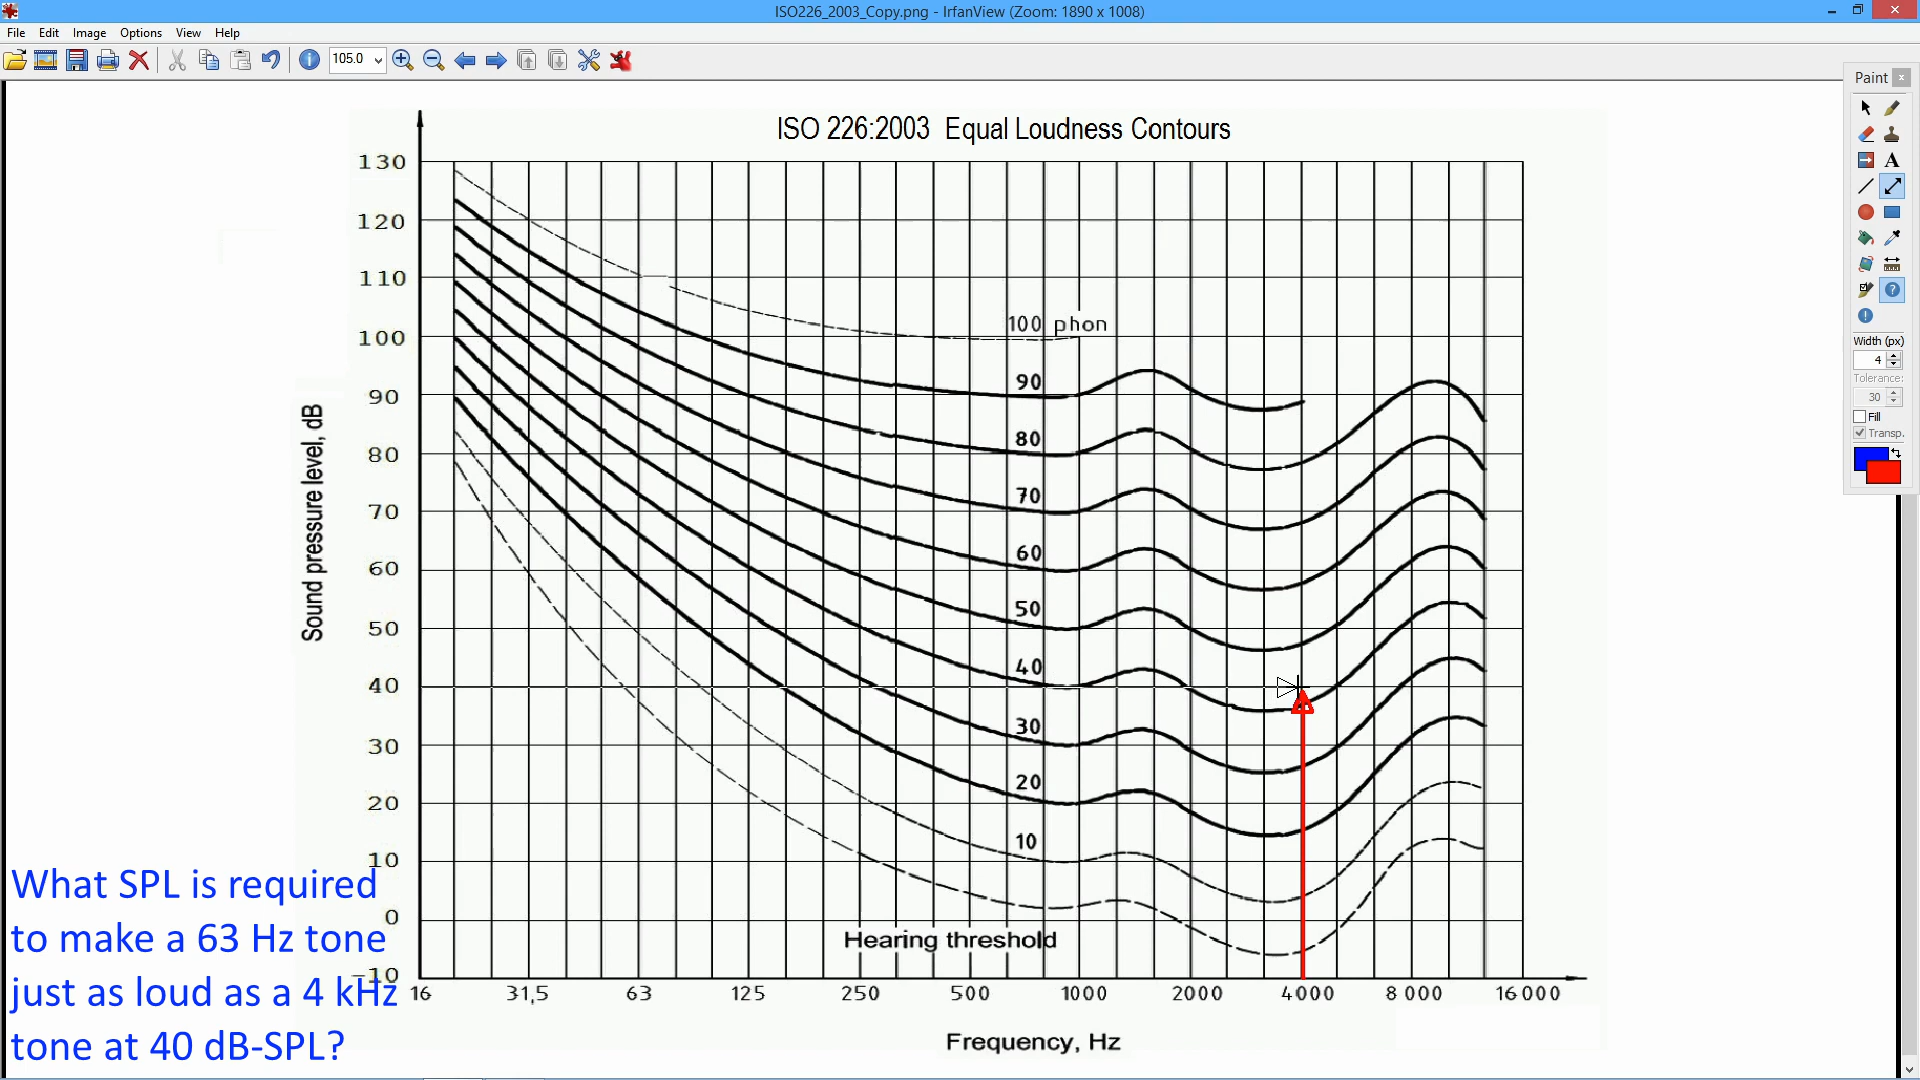 ISO226_2003_Copy.png - IrfanView (Zoom: 1890 x 1008)
File Edit Image Options View Help
105.0
Paint
ISO 226:2003 Equal Loudness Contours
130
120
110
100
90
80
70
60
50
40
30
20
10
0
-10
Sound pressure level, dB
100 phon
90
80
70
60
50
40
30
20
10
Hearing threshold
16 31,5 63 125 250 500 1000 2000 4000 8 000 16 000
Frequency, Hz
What SPL is required
to make a 63 Hz tone
just as loud as a 4 kHz
tone at 40 dB-SPL?
A
Width (px)
4
Tolerance:
30
Fill
Transp.